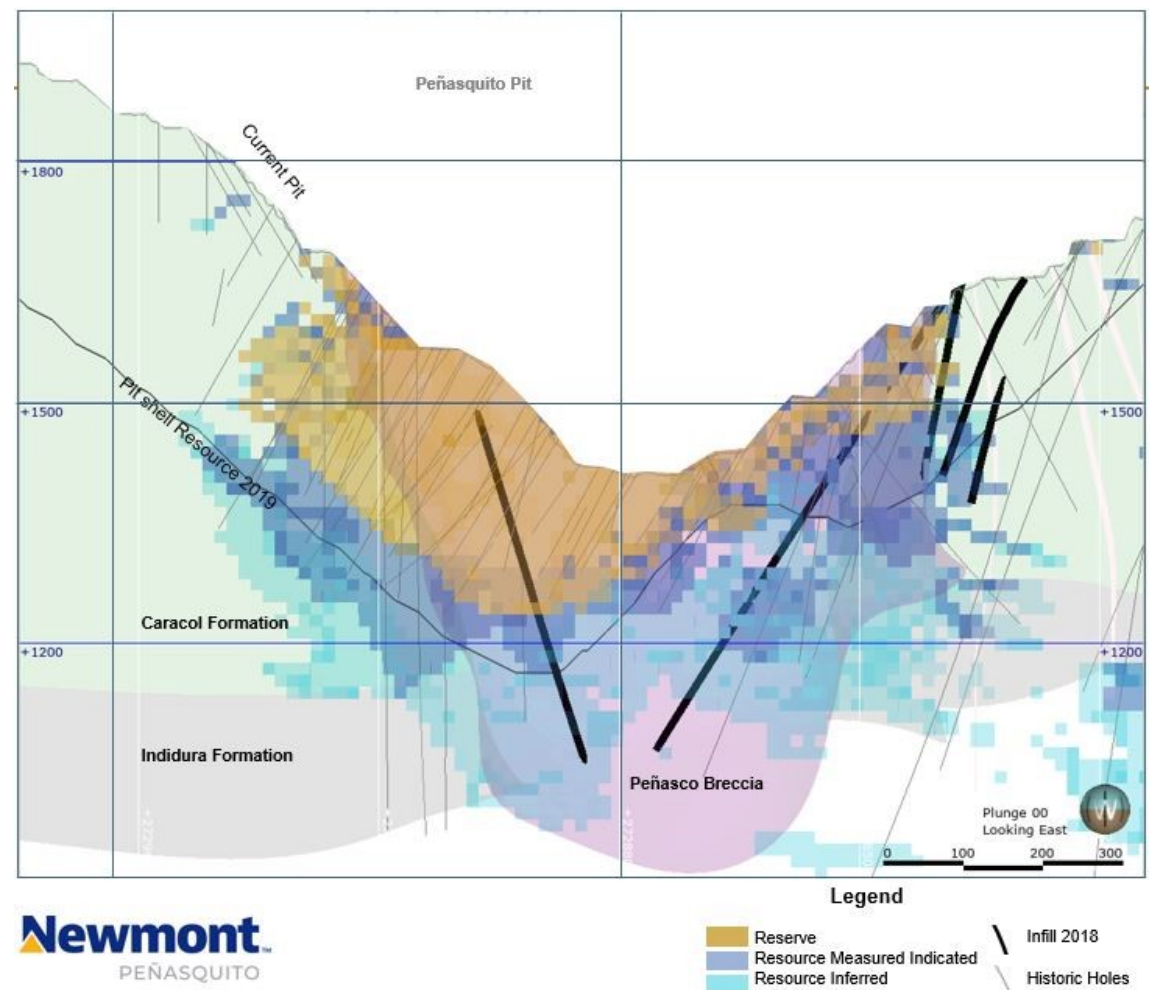 Peñasquito Pit
Current Pit
+1800
+1500
+1500
Pit shell Resource 2019
Caracol Formation
+1200
+1200
Indidura Formation
Peñasco Breccia
Plunge 00
Looking East
0 100 200 300
Legend
Reserve
Infill 2018
Resource Measured Indicated
Resource Inferred
Historic Holes
Newmont™
PEÑASQUITO